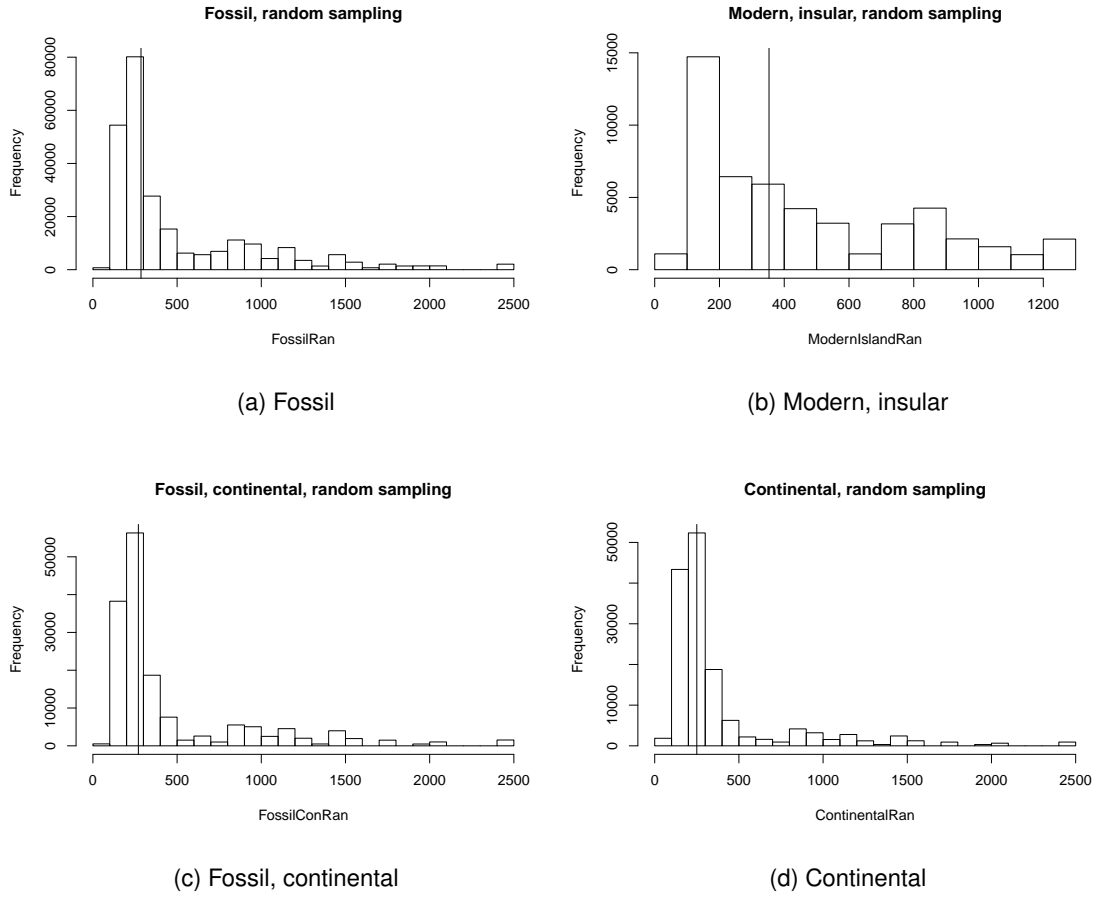 Fossil, random sampling
Frequency
80000
60000
40000
20000
0
0 500 1000 1500 2000 2500
FossilRan
(a) Fossil
Modern, insular, random sampling
Frequency
15000
10000
5000
0
0 200 400 600 800 1000 1200
ModernIslandRan
(b) Modern, insular
Fossil, continental, random sampling
Frequency
50000
30000
10000
0
0 500 1000 1500 2000 2500
FossilConRan
(c) Fossil, continental
Continental, random sampling
Frequency
50000
30000
10000
0
0 500 1000 1500 2000 2500
ContinentalRan
(d) Continental